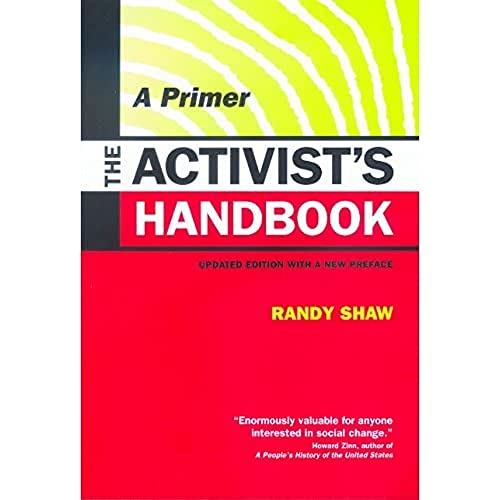 A Primer
THE
ACTIVIST'S
HANDBOOK
UPDATED EDITION WITH A NEW PREFACE
RANDY SHAW
"Enormously valuable for anyone
interested in social change."
Howard Zinn, author of
A People's History of the United States